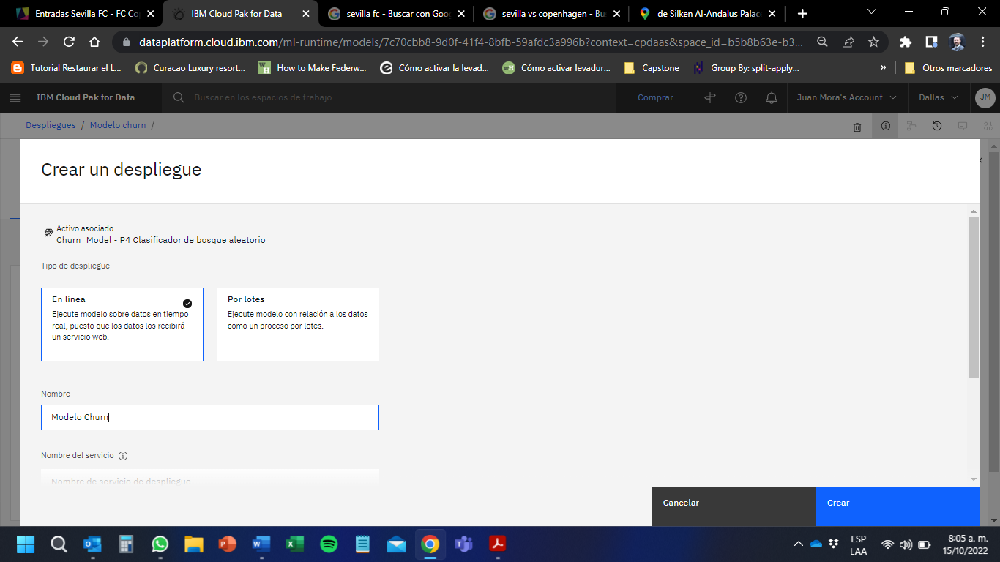 Entradas Sevilla FC - FC Co
IBM Cloud Pak for Data
sevilla fc - Buscar con Goo
sevilla vs copenhagen - Bu
de Silken Al-Andalus Palac
dataplatform.cloud.ibm.com/ml-runtime/models/7c70cbb8-9d0f-41f4-8bfb-59afdc3a996b?context=cpdaas&space_id=b5b8b63e-b3...
Tutorial Restaurar el L...
Curacao Luxury resort...
How to Make Federw...
Cómo activar la levad...
Cómo activar levadur...
Capstone
Group By: split-apply...
»
Otros marcadores
IBM Cloud Pak for Data
Buscar en los espacios de trabajo
Comprar
Juan Mora's Account
Dallas
JM
Despliegues / Modelo churn /
Crear un despliegue
Activo asociado
Churn_Model - P4 Clasificador de bosque aleatorio
Tipo de despliegue
En línea
Ejecute modelo sobre datos en tiempo
real, puesto que los datos los recibirá
un servicio web.
Por lotes
Ejecute modelo con relación a los datos
como un proceso por lotes.
Nombre
Modelo Churn
Nombre del servicio
Nombre de servicio de despliegue
Cancelar
Crear
ESP
LAA
8:05 a. m.
15/10/2022